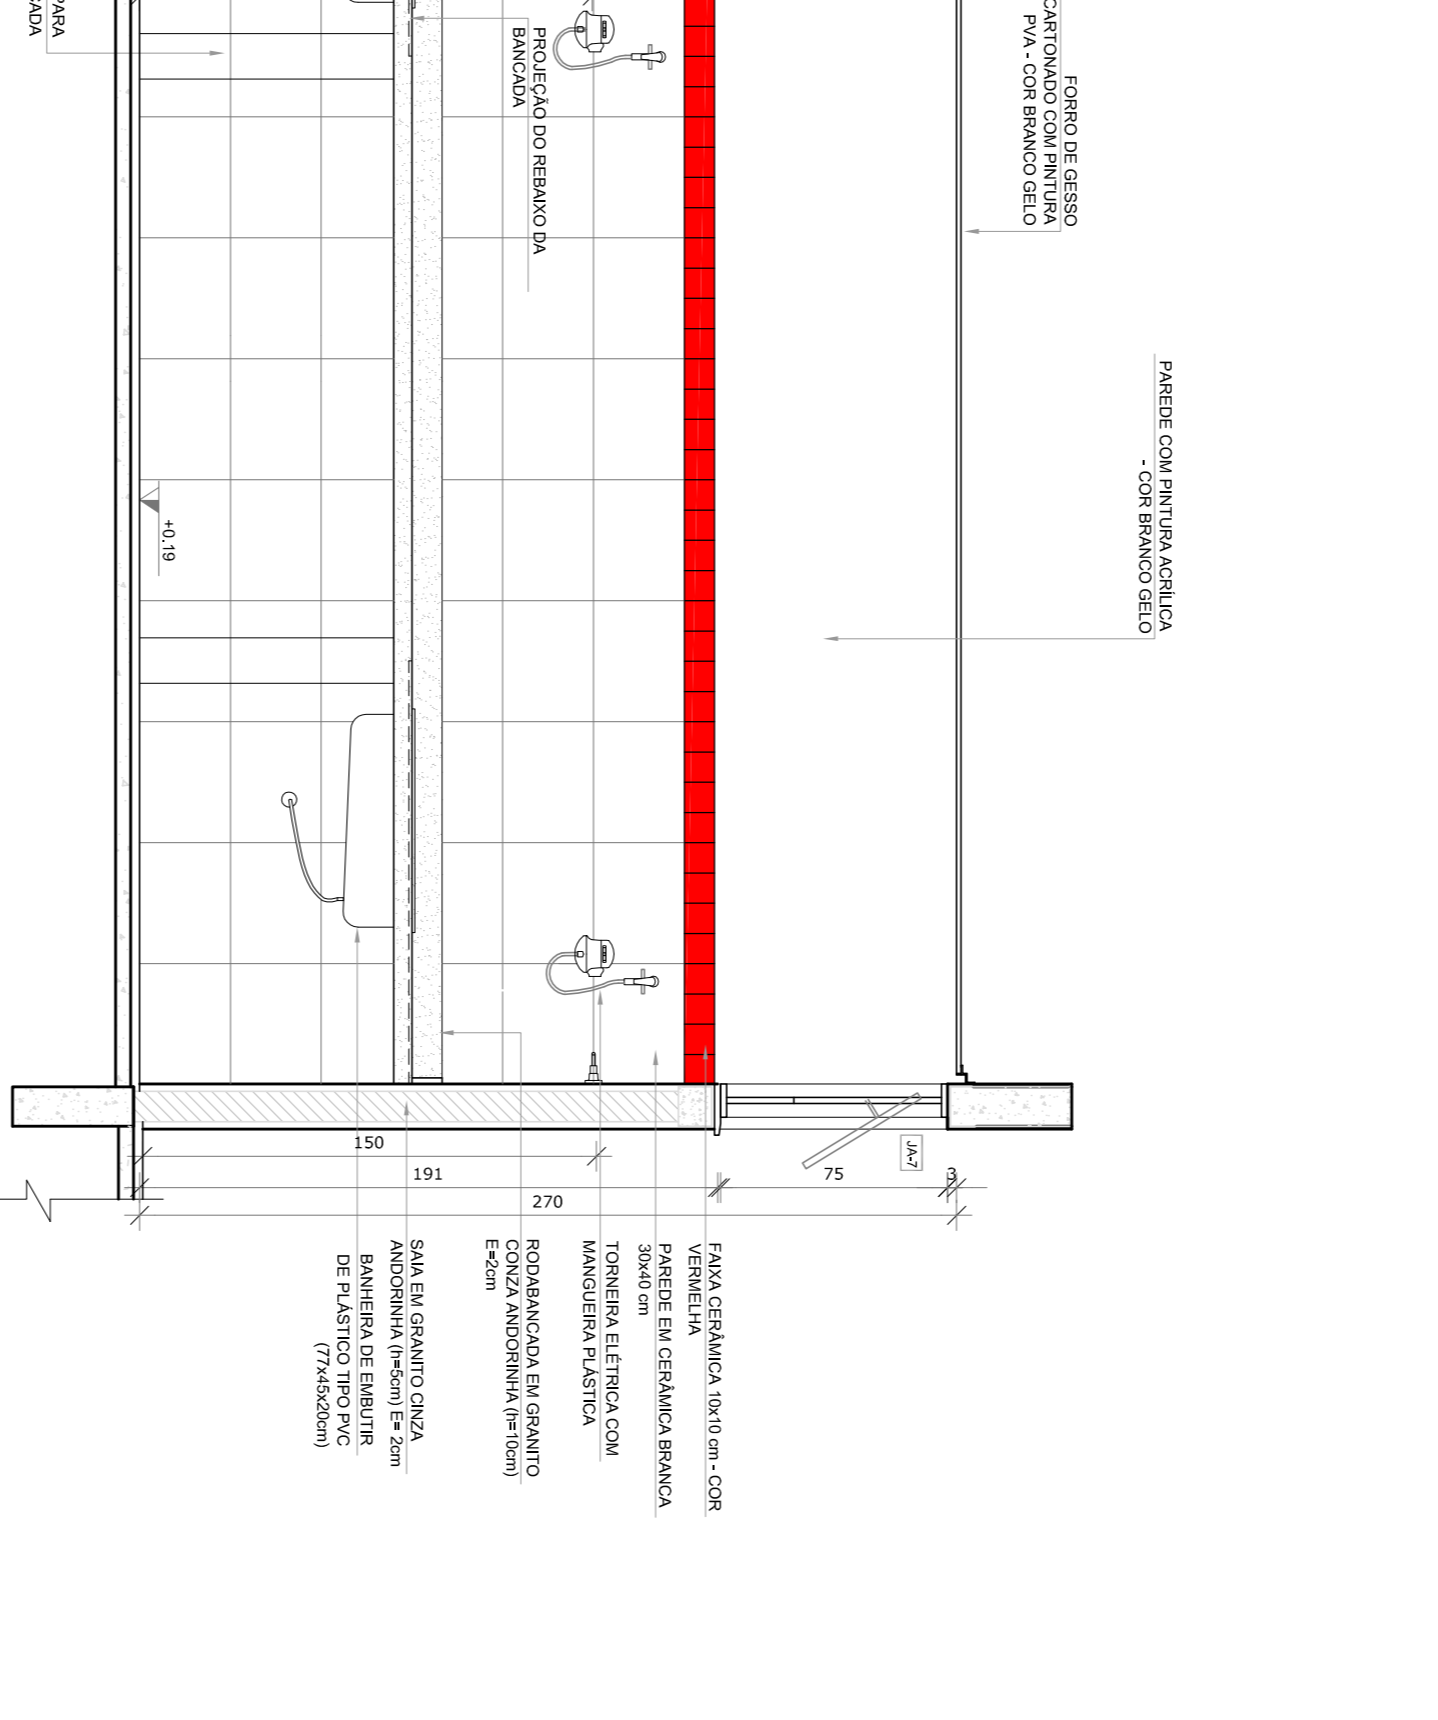 FORRO DE GESSO
CARTONADO COM PINTURA
PVA - COR BRANCO GELO
PAREDE COM PINTURA ACRÍLICA
- COR BRANCO GELO
PROJEÇÃO DO REBAIXO DA
BANCADA
PARA
CADA
+0.19
JA-7
150
191
75
3
270
FAIXA CERÂMICA 10x10 cm - COR
VERMELHA
PAREDE EM CERÂMICA BRANCA
30x40 cm
TORNEIRA ELÉTRICA COM
MANGUEIRA PLÁSTICA
RODABANCADA EM GRANITO
CONZA ANDORINHA (h=10cm)
E=2cm
SAIA EM GRANITO CINZA
ANDORINHA (h=5cm) E= 2cm
BANHEIRA DE EMBUTIR
DE PLÁSTICO TIPO PVC
(77x45x20cm)